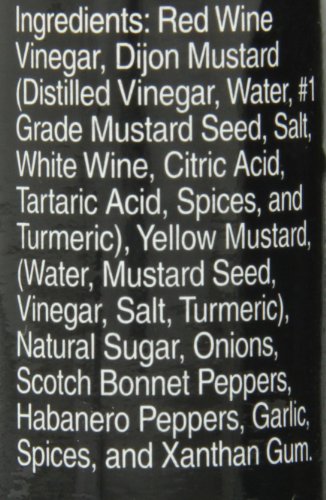 Ingredients: Red Wine
Vinegar, Dijon Mustard
(Distilled Vinegar, Water, #1
Grade Mustard Seed, Salt,
White Wine, Citric Acid,
Tartaric Acid, Spices, and
Turmeric), Yellow Mustard,
(Water, Mustard Seed,
Vinegar, Salt, Turmeric),
Natural Sugar, Onions,
Scotch Bonnet Peppers,
Habanero Peppers, Garlic,
Spices, and Xanthan Gum.